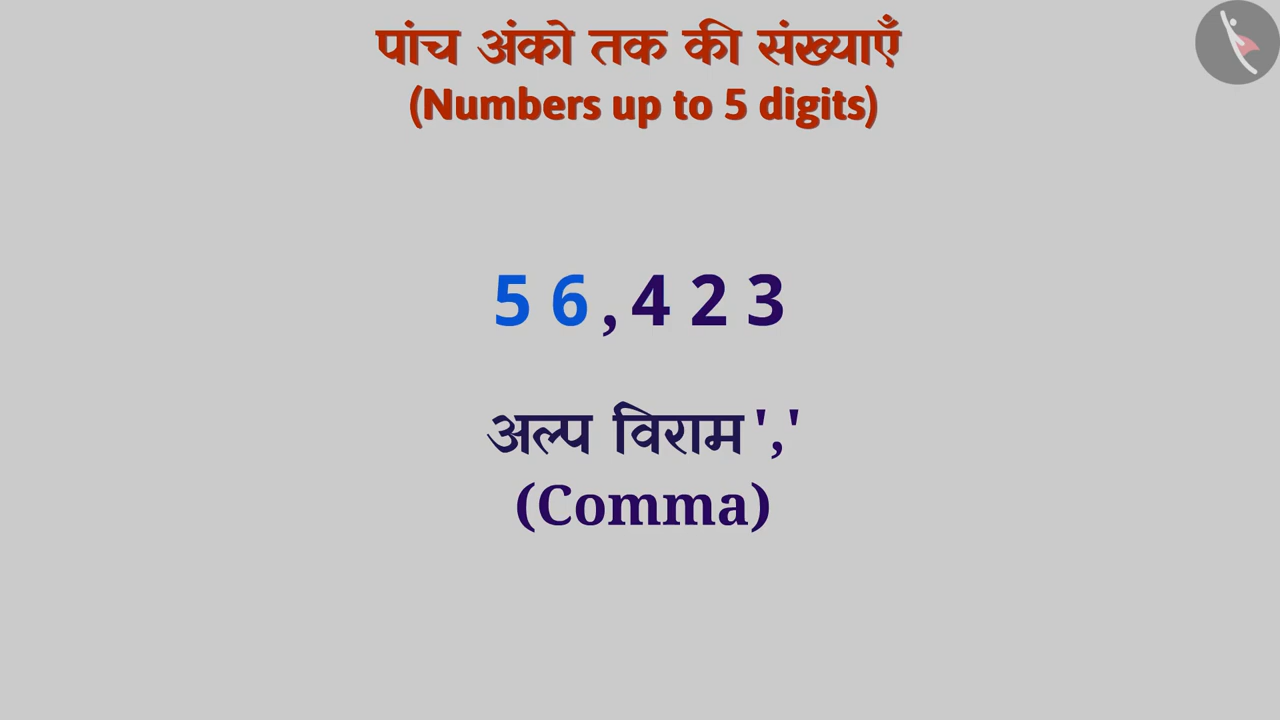 पांच अंको तक की संख्याएँ
(Numbers up to 5 digits)
5 6 , 4 2 3
अल्प विराम ','
(Comma)